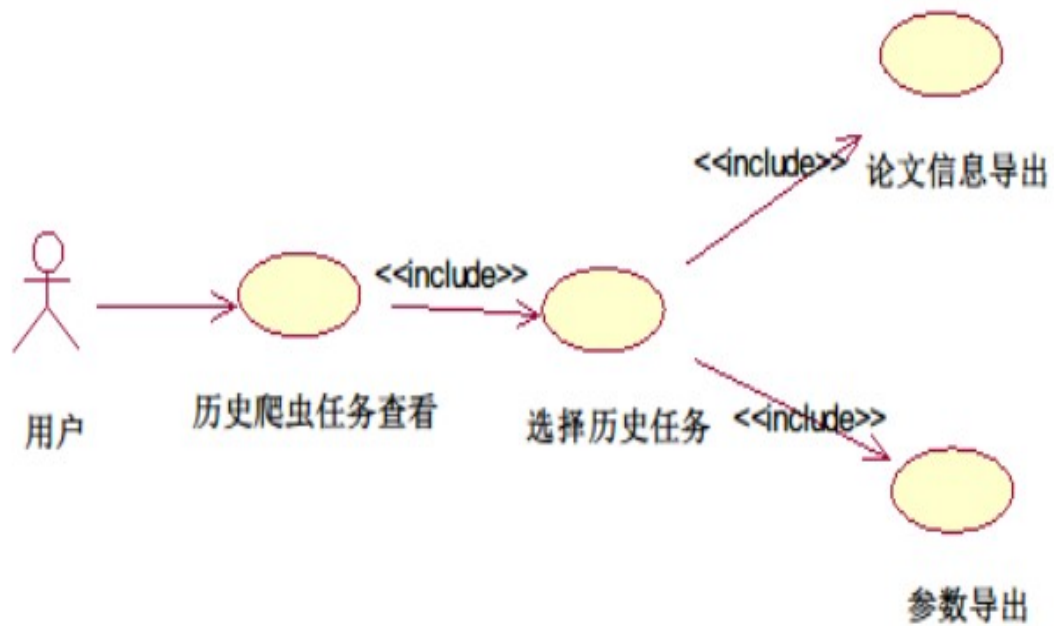 <<include>>
论文信息导出
<<include>>
用户
历史爬虫任务查看
选择历史任务
<<include>>
参数导出